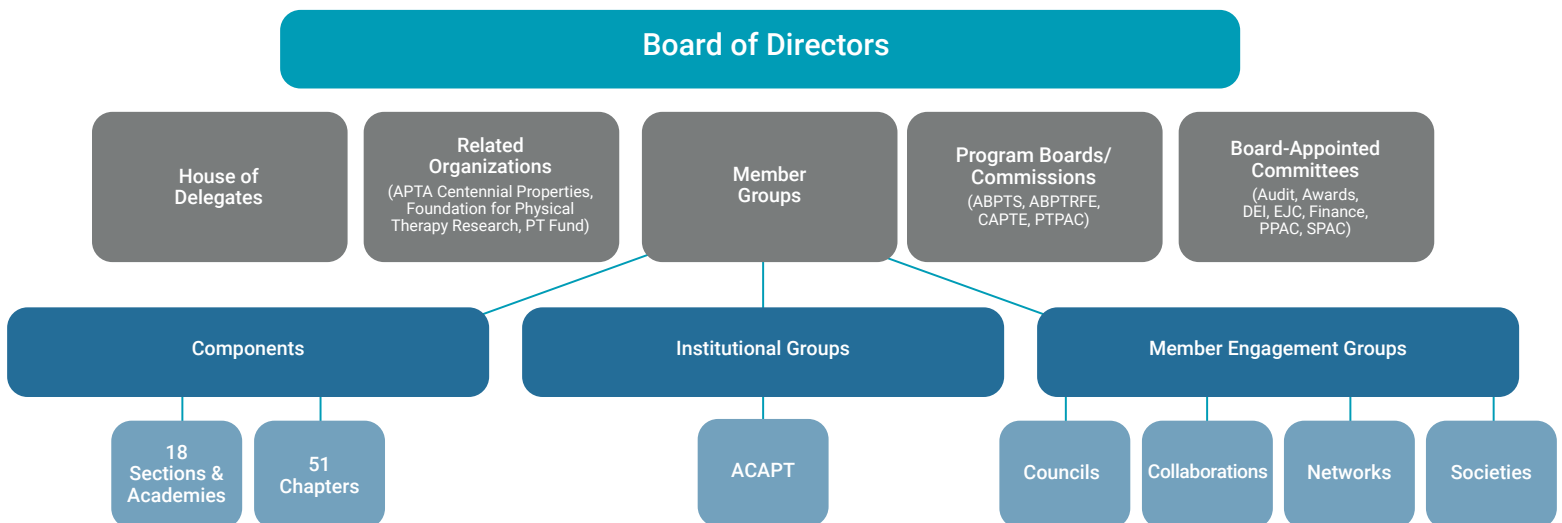 Board of Directors
House of
Delegates
Related
Organizations
(APTA Centennial Properties,
Foundation for Physical
Therapy Research, PT Fund)
Member
Groups
Program Boards/
Commissions
(ABPTS, ABPTRFE,
CAPTE, PTPAC)
Board-Appointed
Committees
(Audit, Awards,
DEI, EJC, Finance,
PPAC, SPAC)
Components
Institutional Groups
Member Engagement Groups
18
Sections &
Academies
51
Chapters
ACAPT
Councils
Collaborations
Networks
Societies